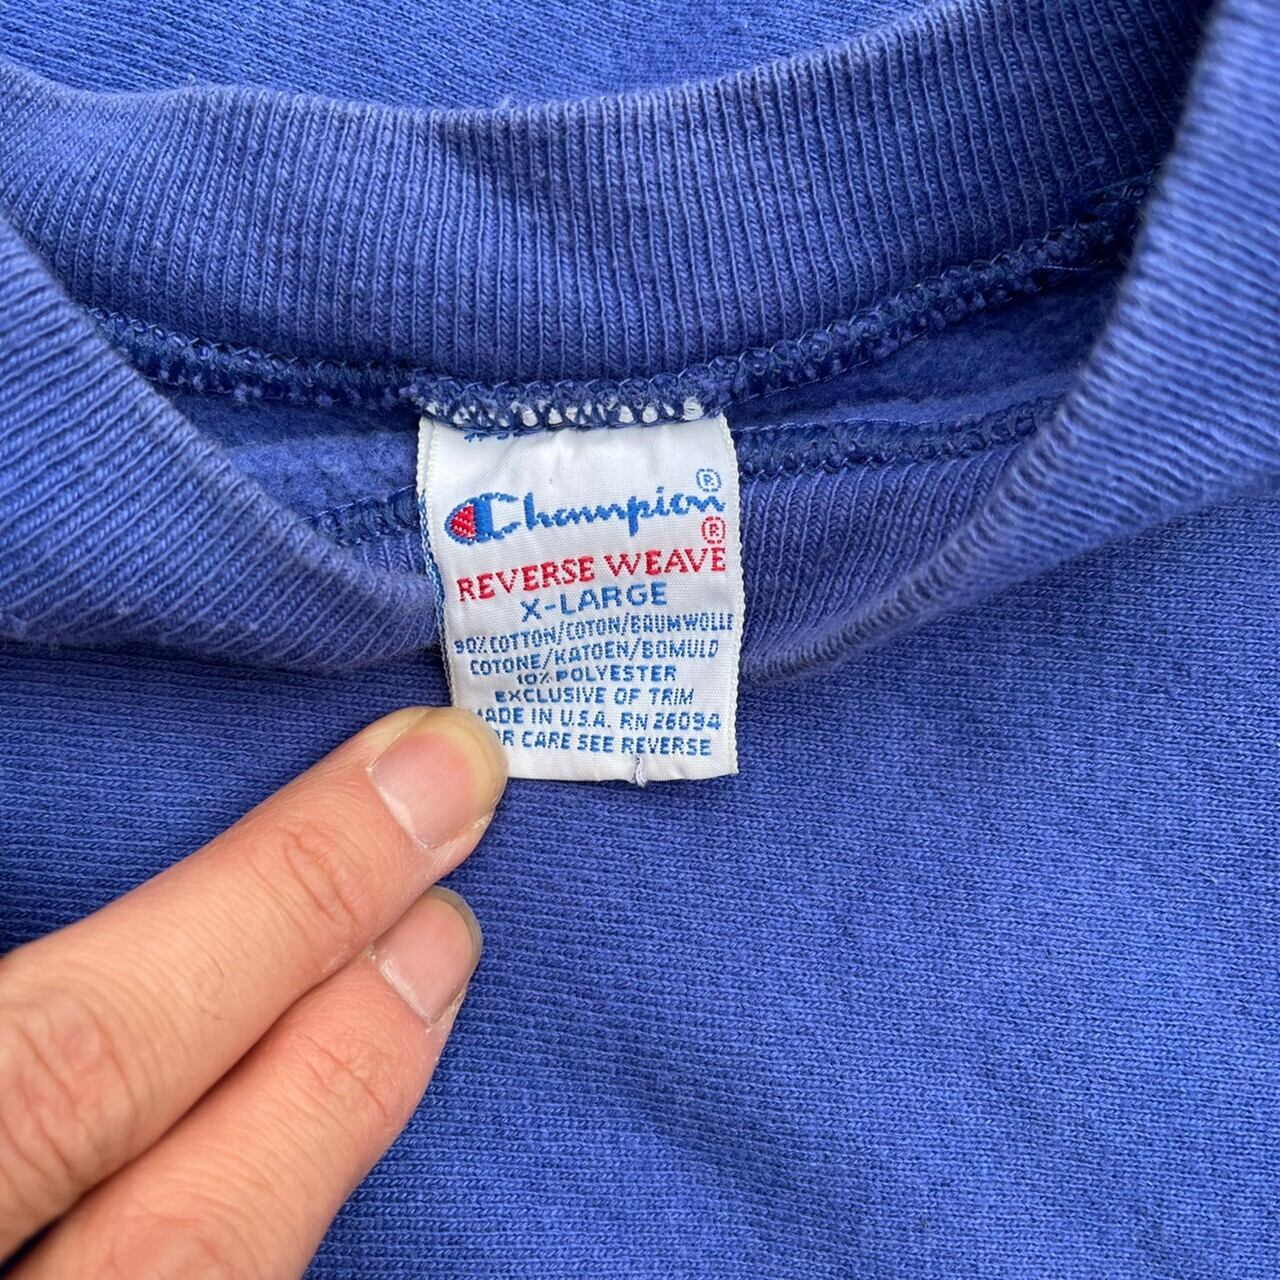 Champion®
®
REVERSE WEAVE
X-LARGE
90% COTTON/COTON/BAUMWOLLE
COTONE/KATOEN/BOMULD
10% POLYESTER
EXCLUSIVE OF TRIM
MADE IN U.S.A. RN 26094
OR CARE SEE REVERSE